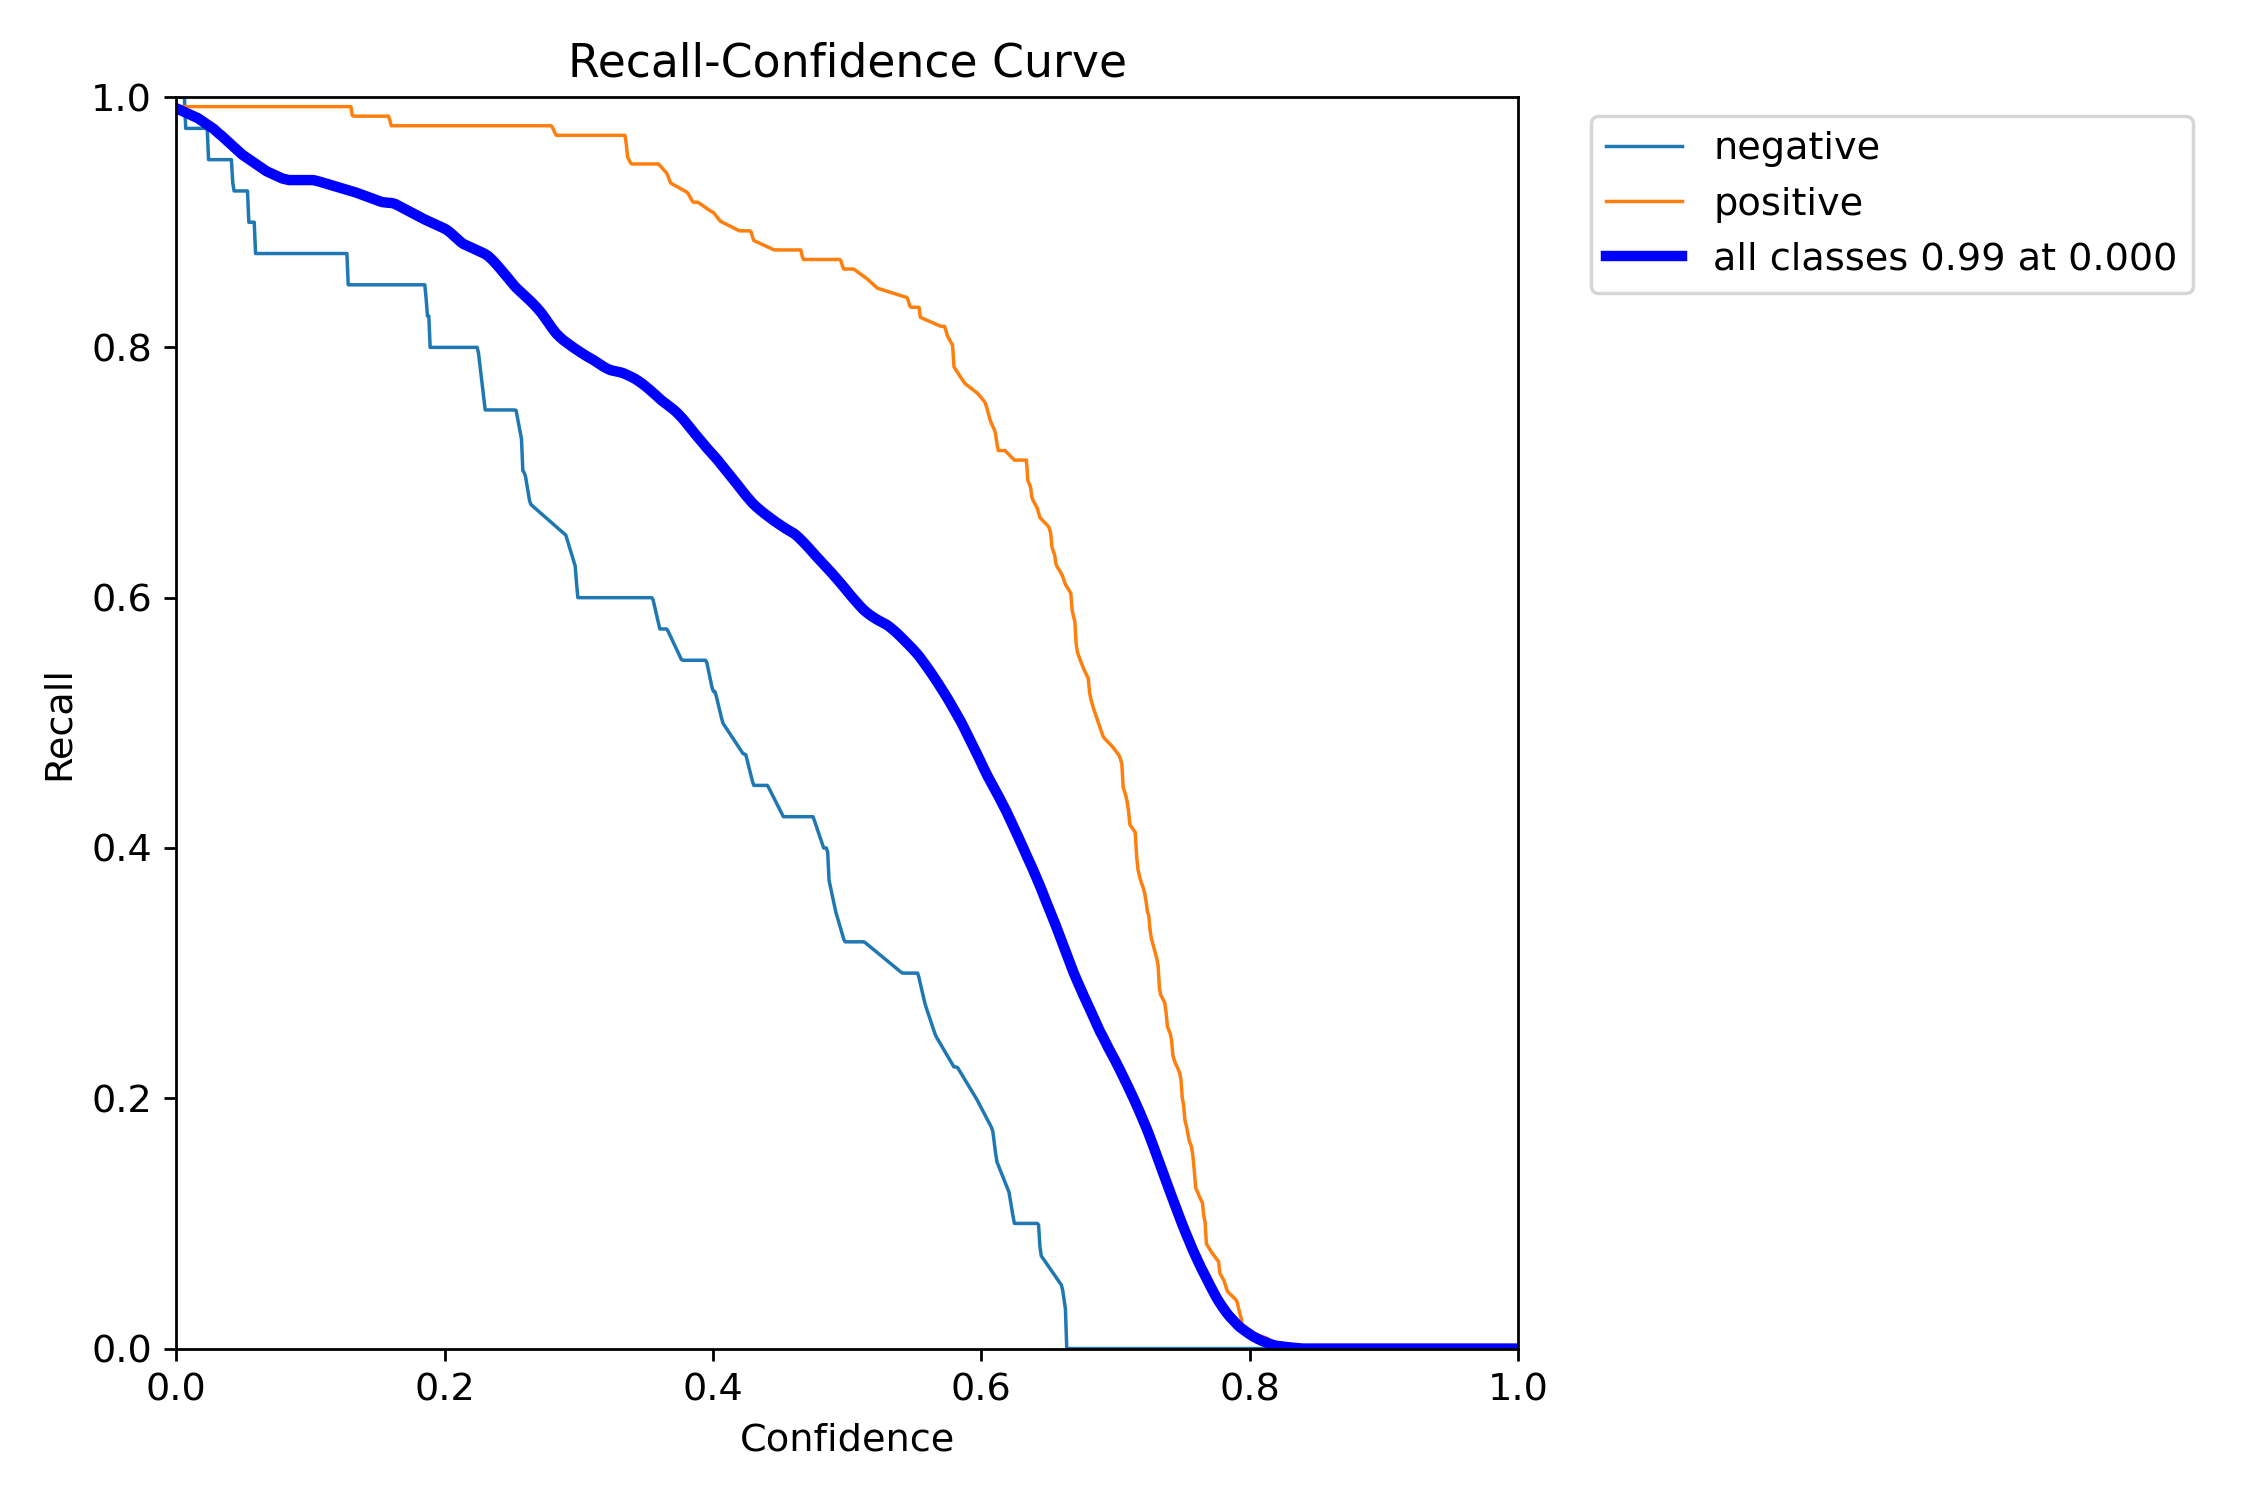 Recall-Confidence Curve
1.0
0.8
0.6
0.4
0.2
0.0
Recall
0.0 0.2 0.4 0.6 0.8 1.0
Confidence
negative
positive
all classes 0.99 at 0.000